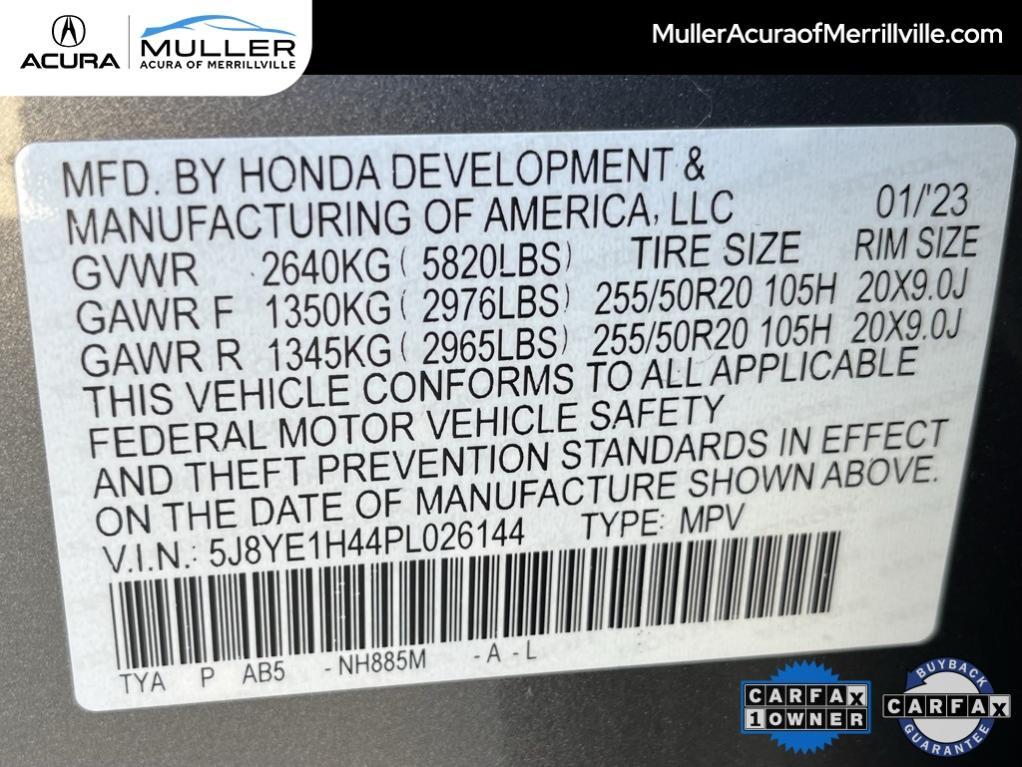 ACURA
MULLER
ACURA OF MERRILLVILLE
MullerAcuraofMerrillville.com
MFD. BY HONDA DEVELOPMENT &
MANUFACTURING OF AMERICA, LLC 01/'23
GVWR 2640KG ( 5820LBS) TIRE SIZE RIM SIZE
GAWR F 1350KG ( 2976LBS) 255/50R20 105H 20X9.0J
GAWR R 1345KG ( 2965LBS) 255/50R20 105H 20X9.0J
THIS VEHICLE CONFORMS TO ALL APPLICABLE
FEDERAL MOTOR VEHICLE SAFETY
AND THEFT PREVENTION STANDARDS IN EFFECT
ON THE DATE OF MANUFACTURE SHOWN ABOVE.
V.I.N.: 5J8YE1H44PL026144 TYPE: MPV
TYA P AB5 -NH885M -A -L
CARFAX
1 OWNER
BUYBACK
CARFAX
GUARANTEE